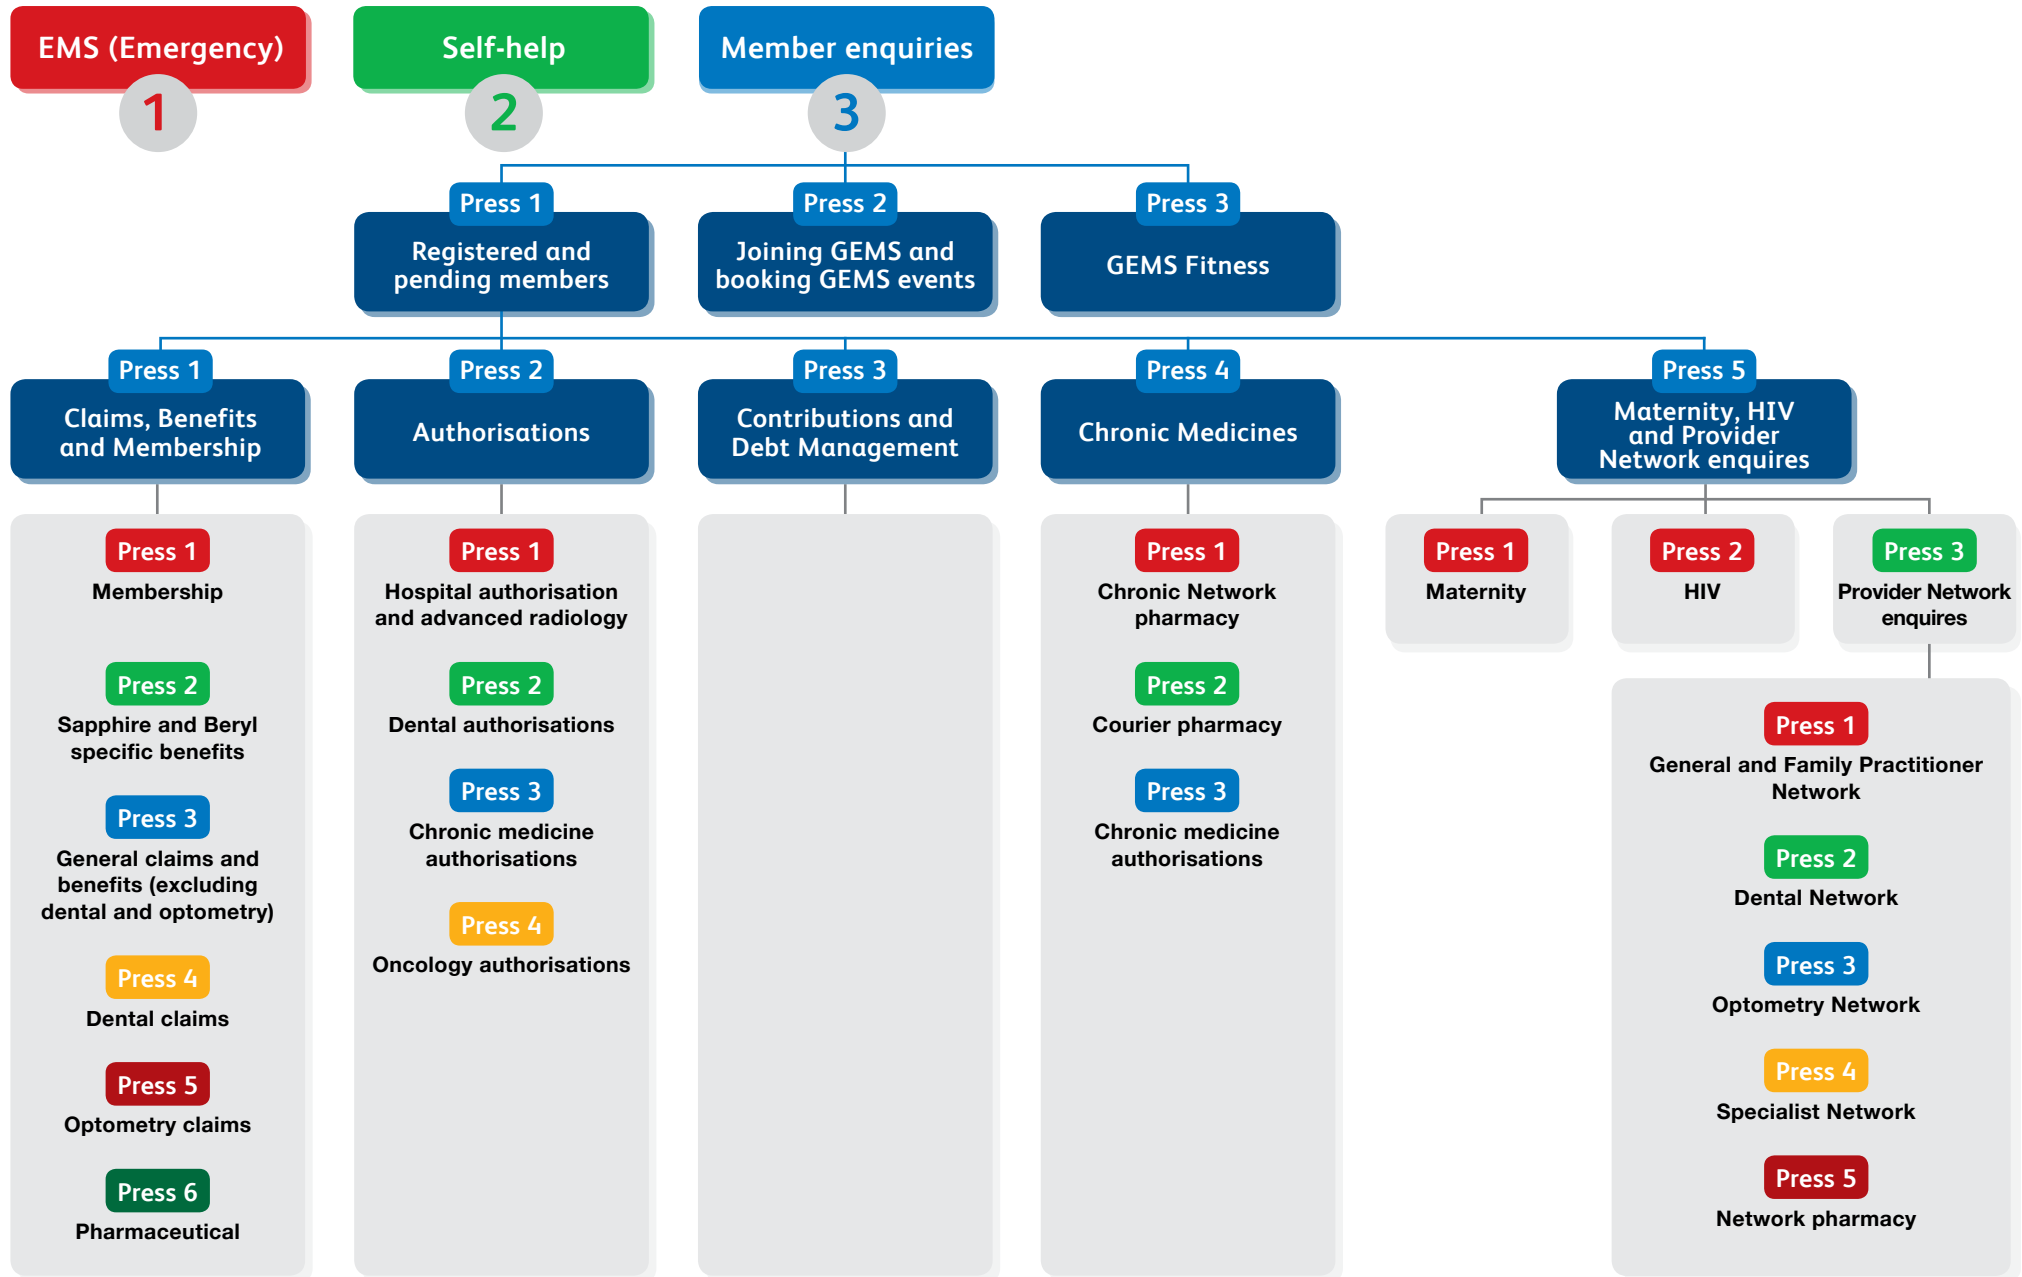 EMS (Emergency)
1
Self-help
2
Member enquiries
3
Press 1
Registered and
pending members
Press 2
Joining GEMS and
booking GEMS events
Press 3
GEMS Fitness
Press 1
Claims, Benefits
and Membership
Press 2
Authorisations
Press 3
Contributions and
Debt Management
Press 4
Chronic Medicines
Press 5
Maternity, HIV
and Provider
Network enquires
Press 1
Membership
Press 2
Sapphire and Beryl
specific benefits
Press 3
General claims and
benefits (excluding
dental and optometry)
Press 4
Dental claims
Press 5
Optometry claims
Press 6
Pharmaceutical
Press 1
Hospital authorisation
and advanced radiology
Press 2
Dental authorisations
Press 3
Chronic medicine
authorisations
Press 4
Oncology authorisations
Press 1
Chronic Network
pharmacy
Press 2
Courier pharmacy
Press 3
Chronic medicine
authorisations
Press 1
Maternity
Press 2
HIV
Press 3
Provider Network
enquires
Press 1
General and Family Practitioner
Network
Press 2
Dental Network
Press 3
Optometry Network
Press 4
Specialist Network
Press 5
Network pharmacy